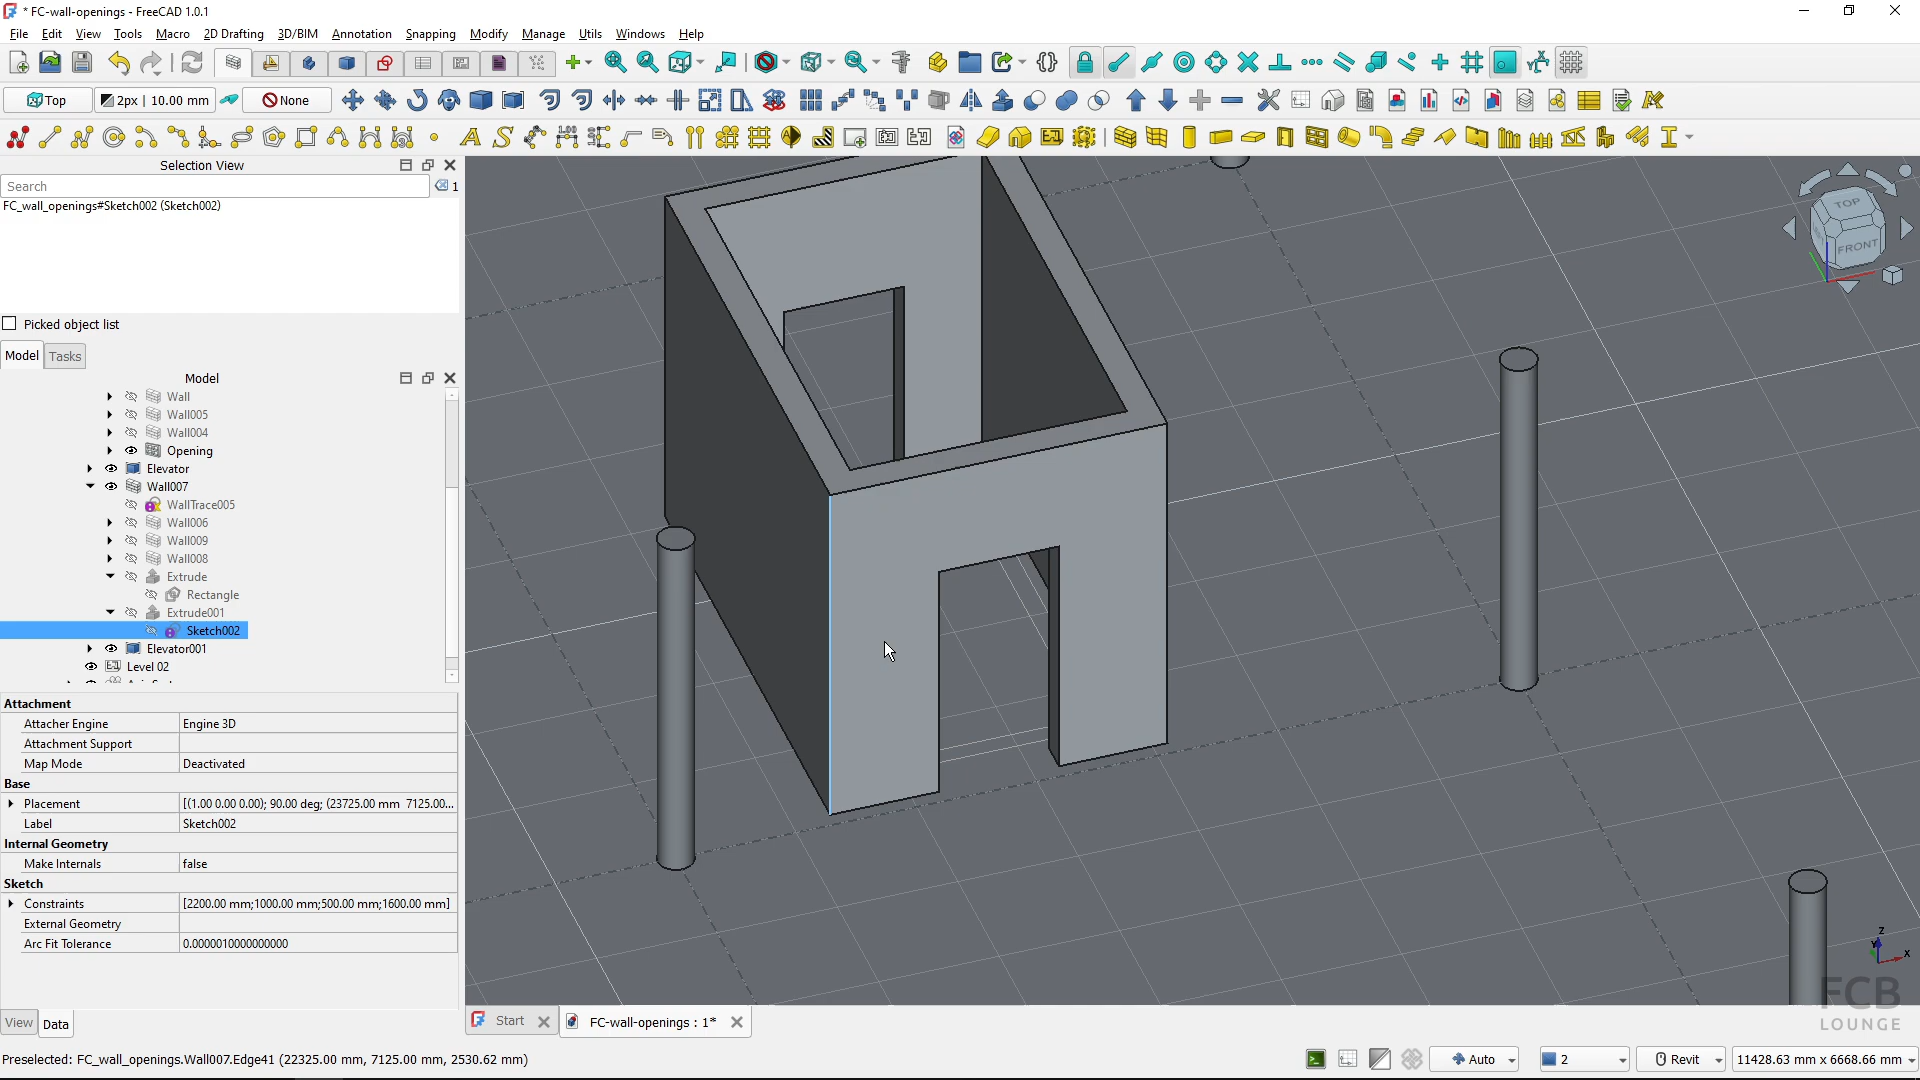 * FC-wall-openings - FreeCAD 1.0.1
File Edit View Tools Macro 2D Drafting 3D/BIM Annotation Snapping Modify Manage Utils Windows Help
Top 2px | 10.00 mm None
Selection View
Search 1
FC_wall_openings#Sketch002 (Sketch002)
Picked object list
Model Tasks
Model
Wall
Wall005
Wall004
Opening
Elevator
Wall007
WallTrace005
Wall006
Wall009
Wall008
Extrude
Rectangle
Extrude001
Sketch002
Elevator001
Level 02
Attachment
Attacher Engine Engine 3D
Attachment Support
Map Mode Deactivated
Base
Placement [(1.00 0.00 0.00); 90.00 deg; (23725.00 mm 7125.00...
Label Sketch002
Internal Geometry
Make Internals false
Sketch
Constraints [2200.00 mm;1000.00 mm;500.00 mm;1600.00 mm]
External Geometry
Arc Fit Tolerance 0.0000010000000000
View Data
TOP
FRONT
Z
Y
X
FCB
LOUNGE
Start FC-wall-openings : 1*
Preselected: FC_wall_openings.Wall007.Edge41 (22325.00 mm, 7125.00 mm, 2530.62 mm)
Auto 2 Revit 11428.63 mm x 6668.66 mm